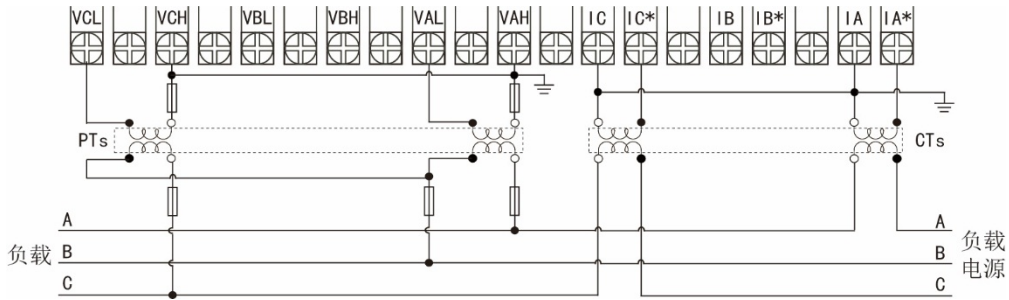 VCL VCH VBL VBH VAL VAH IC IC* IB IB* IA IA*
PTs CTs
A A
负载 B B 负载
电源
C C